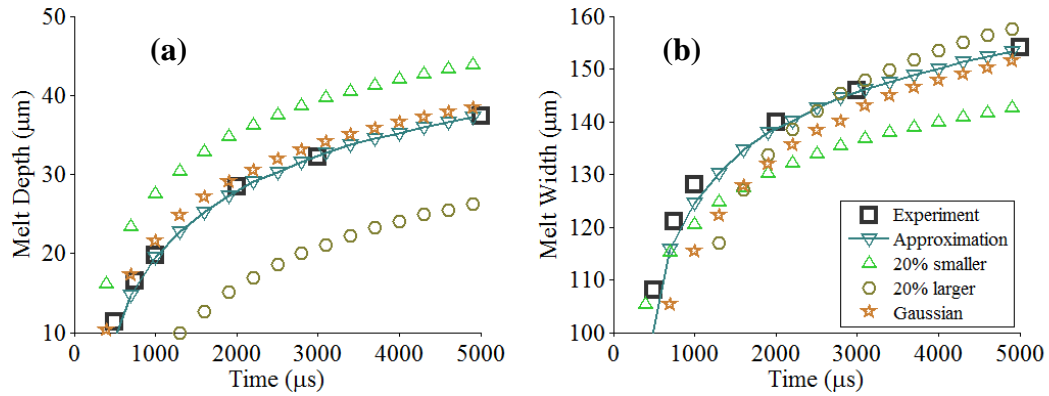 (a)
Melt Depth (μm)
50
40
30
20
10
0
1000
2000
3000
4000
5000
Time (μs)
(b)
Melt Width (μm)
160
150
140
130
120
110
100
0
1000
2000
3000
4000
5000
Time (μs)
Experiment
Approximation
20% smaller
20% larger
Gaussian